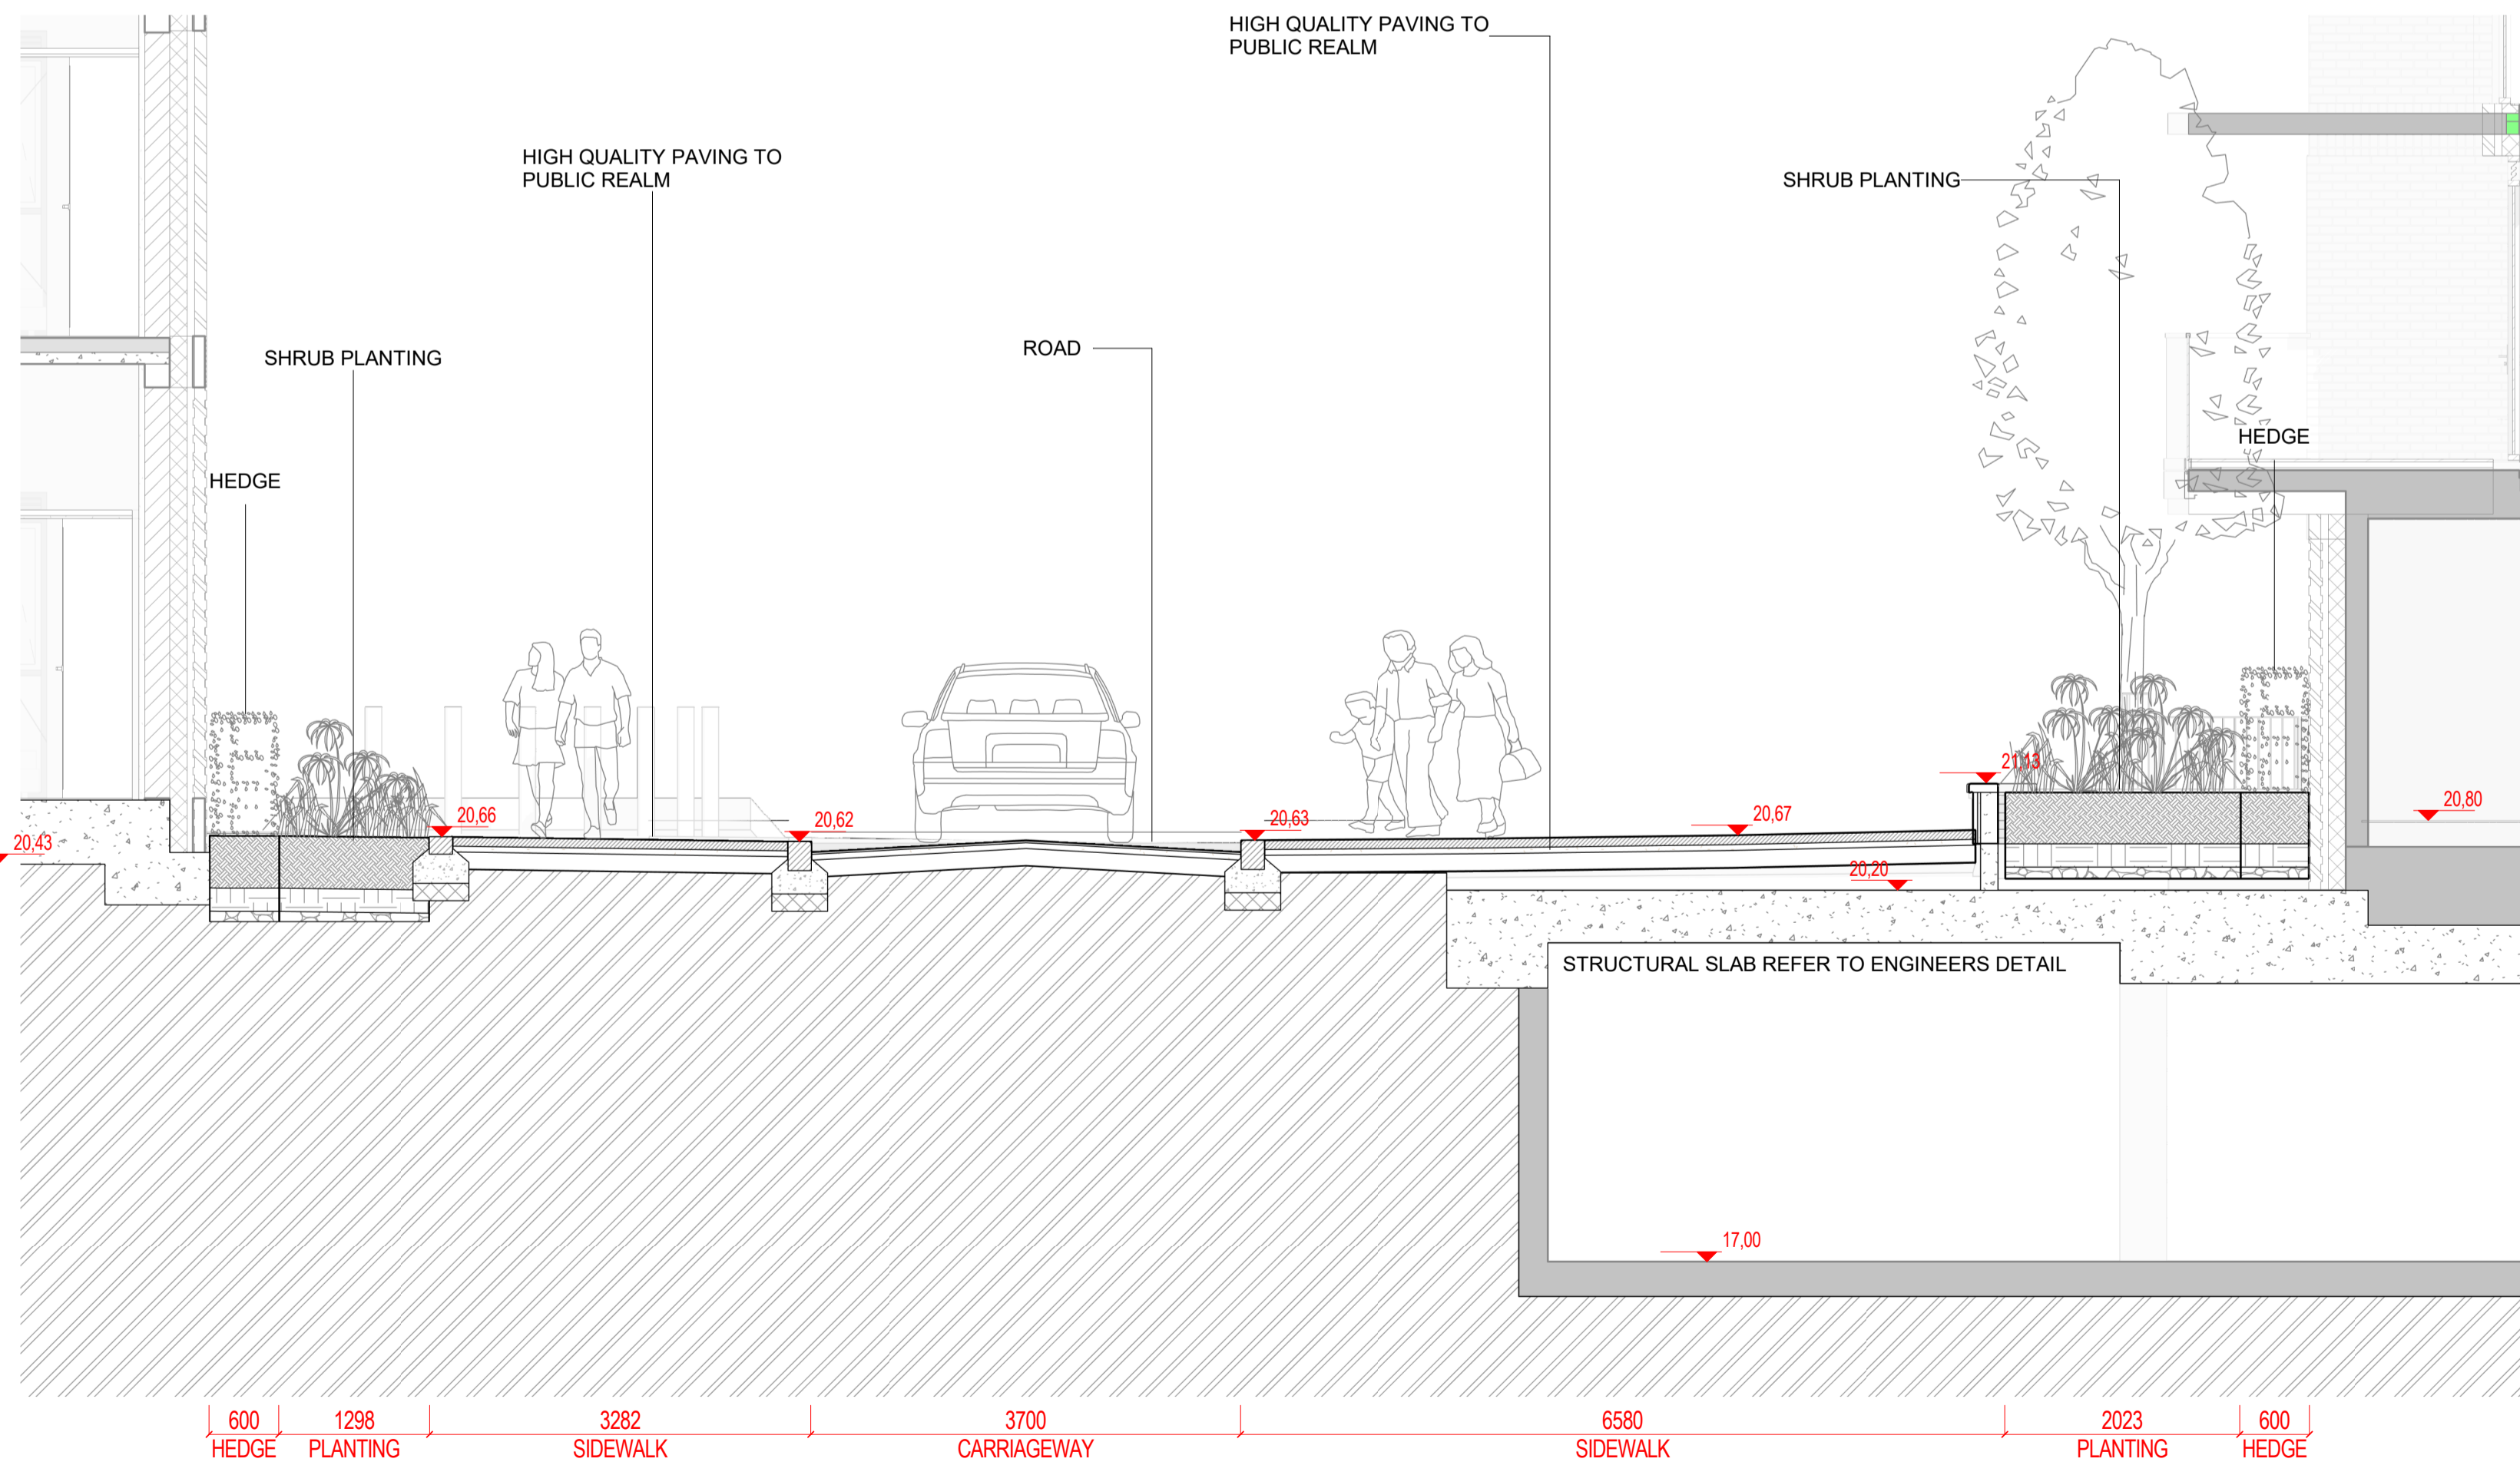 HIGH QUALITY PAVING TO
PUBLIC REALM
HIGH QUALITY PAVING TO
PUBLIC REALM
SHRUB PLANTING
ROAD
SHRUB PLANTING
HEDGE
HEDGE
21,13
20,80
20,66
20,62
20,63
20,67
20,43
20,20
STRUCTURAL SLAB REFER TO ENGINEERS DETAIL
17,00
600 1298 3282 3700 6580 2023 600
HEDGE PLANTING SIDEWALK CARRIAGEWAY SIDEWALK PLANTING HEDGE